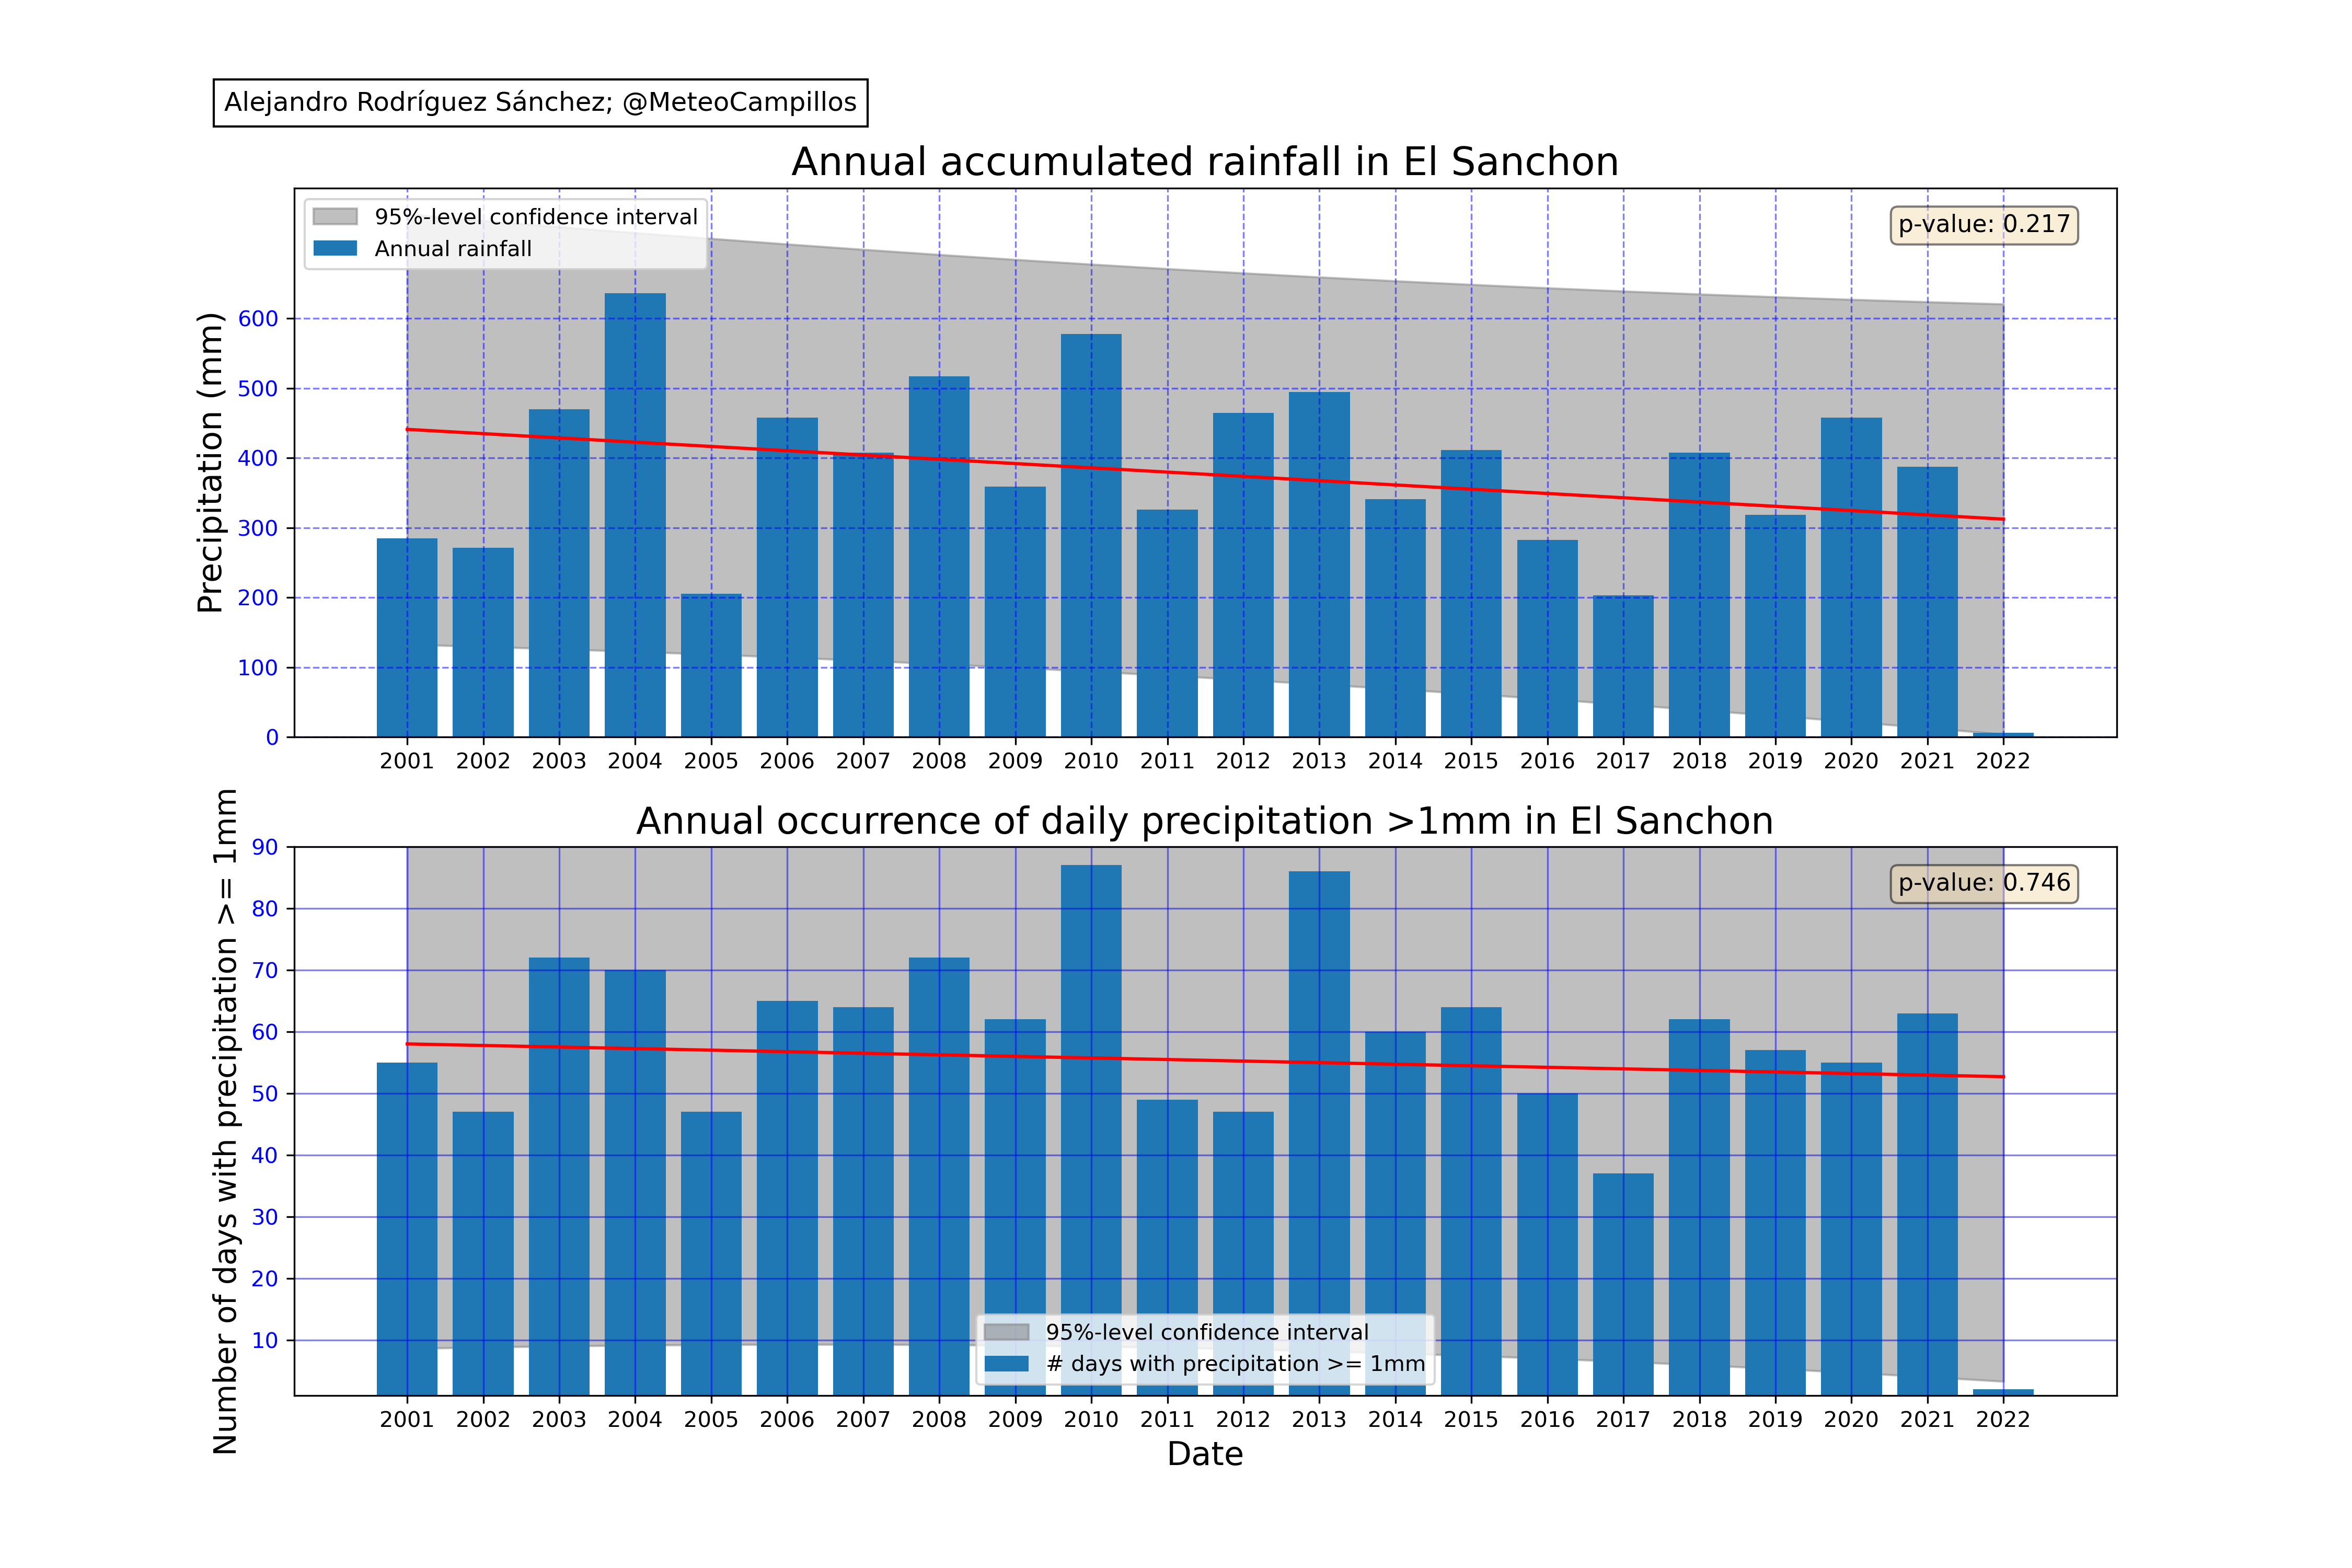 Alejandro Rodríguez Sánchez; @MeteoCampillos
Annual accumulated rainfall in El Sanchon
95%-level confidence interval
Annual rainfall
p-value: 0.217
Precipitation (mm)
600
500
400
300
200
100
0
2001 2002 2003 2004 2005 2006 2007 2008 2009 2010 2011 2012 2013 2014 2015 2016 2017 2018 2019 2020 2021 2022
Annual occurrence of daily precipitation >1mm in El Sanchon
p-value: 0.746
Number of days with precipitation >= 1mm
90
80
70
60
50
40
30
20
10
95%-level confidence interval
# days with precipitation >= 1mm
2001 2002 2003 2004 2005 2006 2007 2008 2009 2010 2011 2012 2013 2014 2015 2016 2017 2018 2019 2020 2021 2022
Date